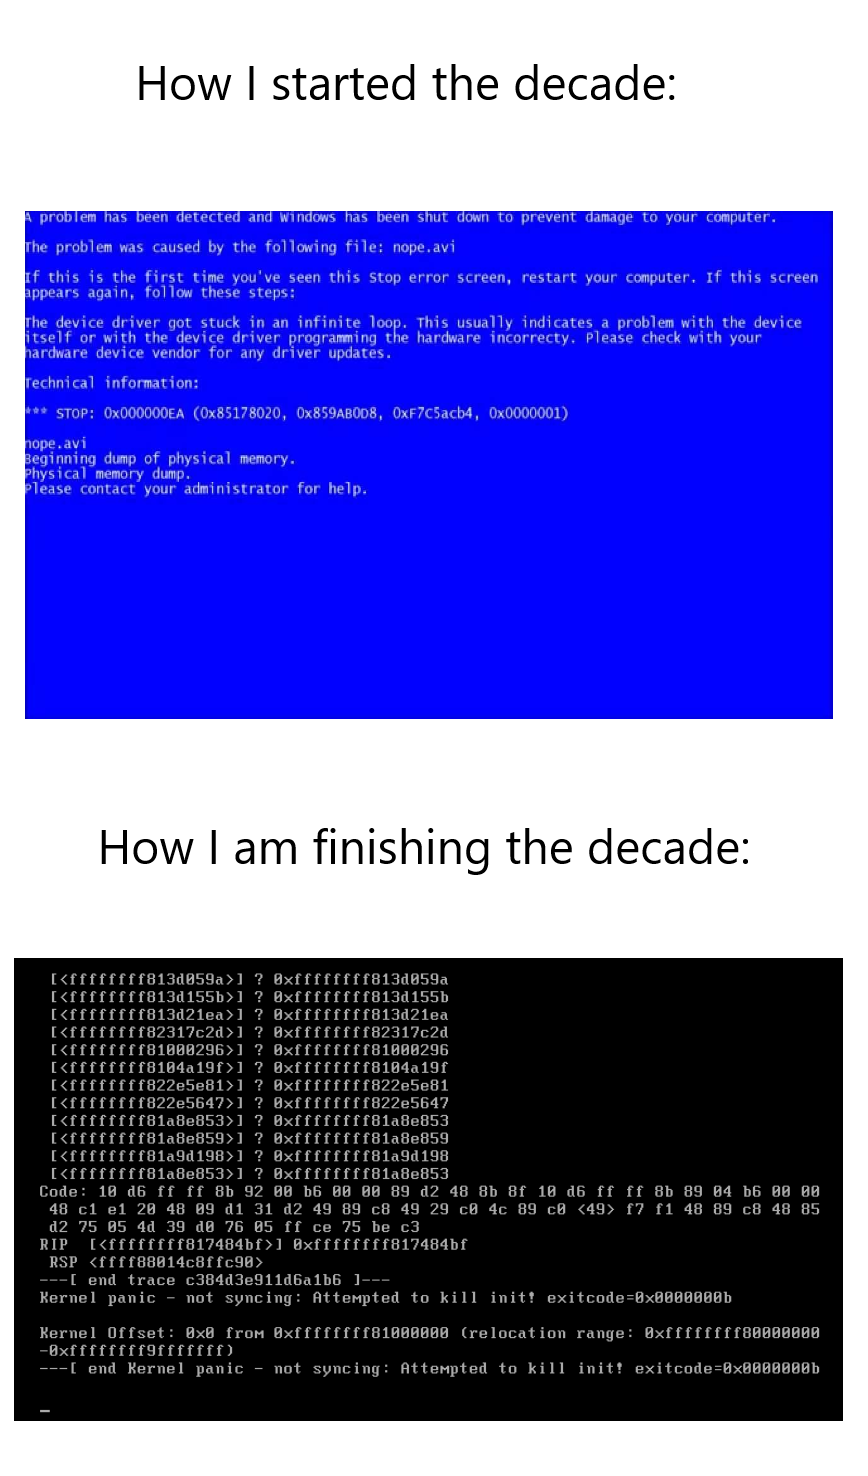 How I started the decade:
A problem has been detected and Windows has been shut down to prevent damage to your computer.
The problem was caused by the following file: nope.avi
If this is the first time you've seen this Stop error screen, restart your computer. If this screen
appears again, follow these steps:
The device driver got stuck in an infinite loop. This usually indicates a problem with the device
itself or with the device driver programming the hardware incorrecty. Please check with your
hardware device vendor for any driver updates.
Technical information:
*** STOP: 0x000000EA (0x85178020, 0x859AB0D8, 0xF7C5acb4, 0x0000001)
nope.avi
Beginning dump of physical memory.
Physical memory dump.
Please contact your administrator for help.
How I am finishing the decade:
[<ffffffff813d059a>] ? 0xffffffff813d059a
[<ffffffff813d155b>] ? 0xffffffff813d155b
[<ffffffff813d21ea>] ? 0xffffffff813d21ea
[<ffffffff82317c2d>] ? 0xffffffff82317c2d
[<ffffffff81000296>] ? 0xffffffff81000296
[<ffffffff8104a19f>] ? 0xffffffff8104a19f
[<ffffffff822e5e81>] ? 0xffffffff822e5e81
[<ffffffff822e5647>] ? 0xffffffff822e5647
[<ffffffff81a8e853>] ? 0xffffffff81a8e853
[<ffffffff81a8e859>] ? 0xffffffff81a8e859
[<ffffffff81a9d198>] ? 0xffffffff81a9d198
[<ffffffff81a8e853>] ? 0xffffffff81a8e853
Code: 10 d6 ff ff 8b 92 00 b6 00 00 89 d2 48 8b 8f 10 d6 ff ff 8b 89 04 b6 00 00
48 c1 e1 20 48 09 d1 31 d2 49 89 c8 49 29 c0 4c 89 c0 <49> f7 f1 48 89 c8 48 85
d2 75 05 4d 39 d0 76 05 ff ce 75 be c3
RIP  [<ffffffff817484bf>] 0xffffffff817484bf
RSP <ffff88014c8ffc90>
---[ end trace c384d3e911d6a1b6 ]---
Kernel panic - not syncing: Attempted to kill init! exitcode=0x0000000b
Kernel Offset: 0x0 from 0xffffffff81000000 (relocation range: 0xffffffff80000000
-0xffffffff9fffffff)
---[ end Kernel panic - not syncing: Attempted to kill init! exitcode=0x0000000b
_